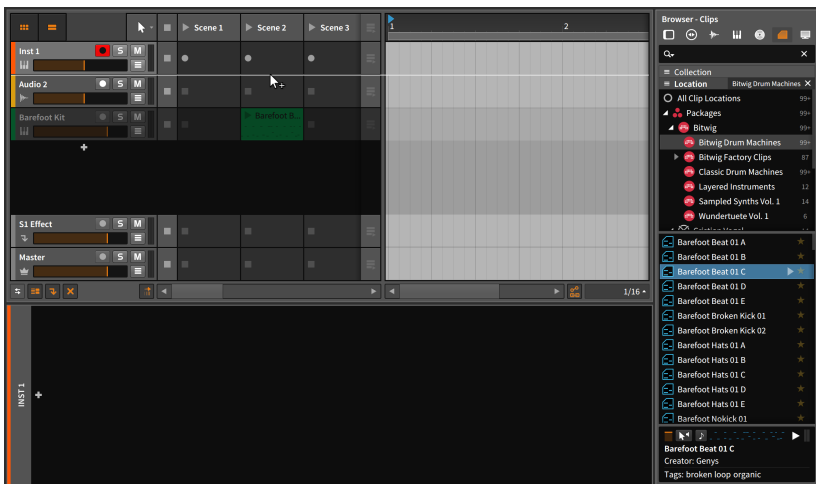 Scene 1
Scene 2
Scene 3
1
2
Inst 1
S
M
Audio 2
S
M
Barefoot Kit
S
M
Barefoot B...
S1 Effect
S
M
Master
S
M
1/16
INST 1
Browser - Clips
Collection
Location
Bitwig Drum Machines
All Clip Locations
99+
Packages
99+
Bitwig
99+
Bitwig Drum Machines
99+
Bitwig Factory Clips
87
Classic Drum Machines
99+
Layered Instruments
12
Sampled Synths Vol. 1
14
Wundertuete Vol. 1
6
Barefoot Beat 01 A
Barefoot Beat 01 B
Barefoot Beat 01 C
Barefoot Beat 01 D
Barefoot Beat 01 E
Barefoot Broken Kick 01
Barefoot Broken Kick 02
Barefoot Hats 01 A
Barefoot Hats 01 B
Barefoot Hats 01 C
Barefoot Hats 01 D
Barefoot Hats 01 E
Barefoot Nokick 01
Barefoot Beat 01 C
Creator: Genys
Tags: broken loop organic